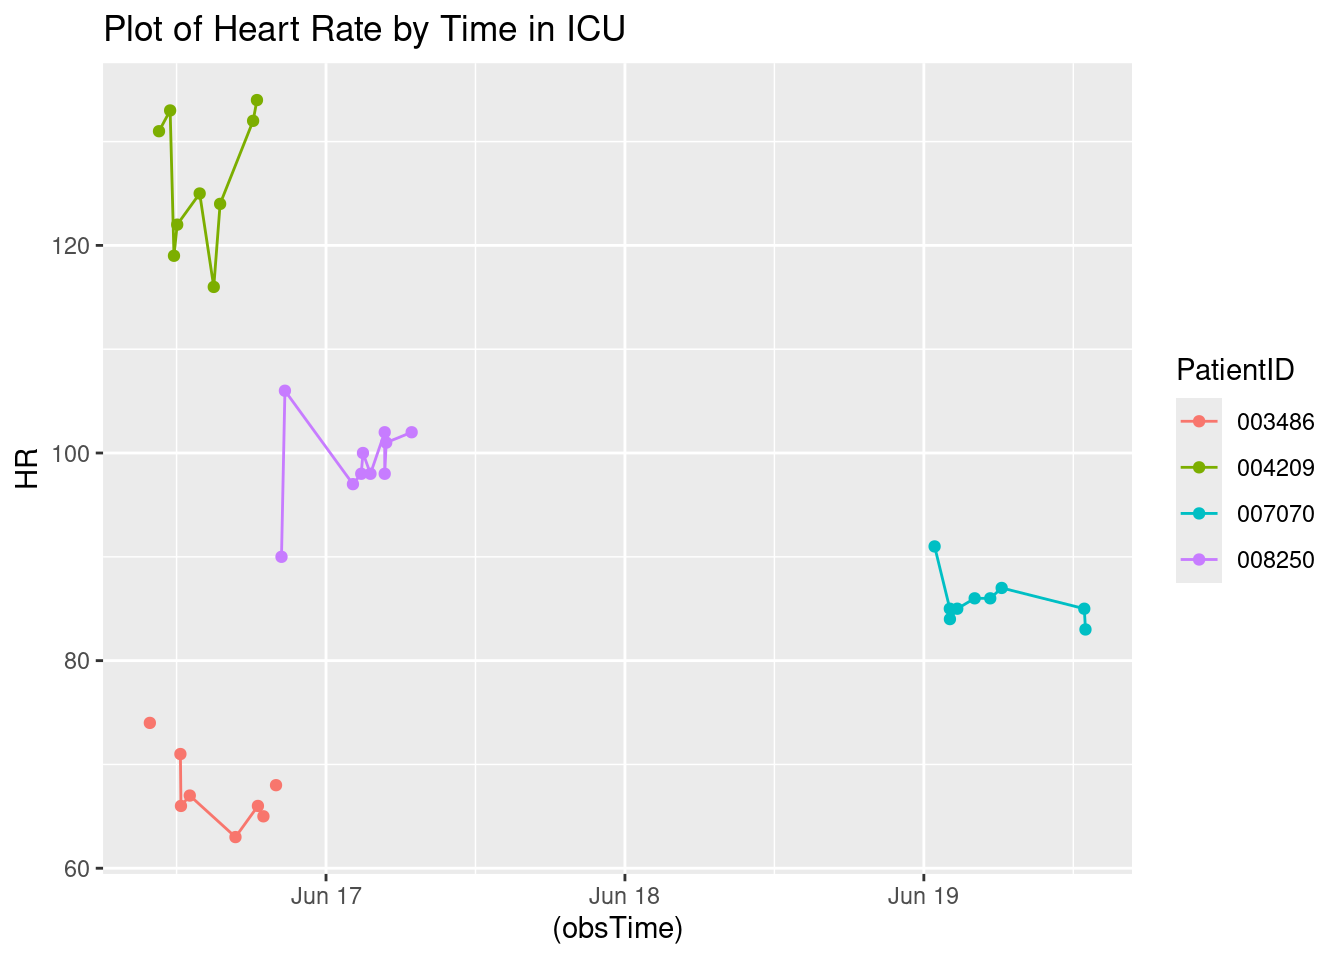 Plot of Heart Rate by Time in ICU
120
100
80
60
HR
Jun 17
Jun 18
Jun 19
(obsTime)
PatientID
003486
004209
007070
008250